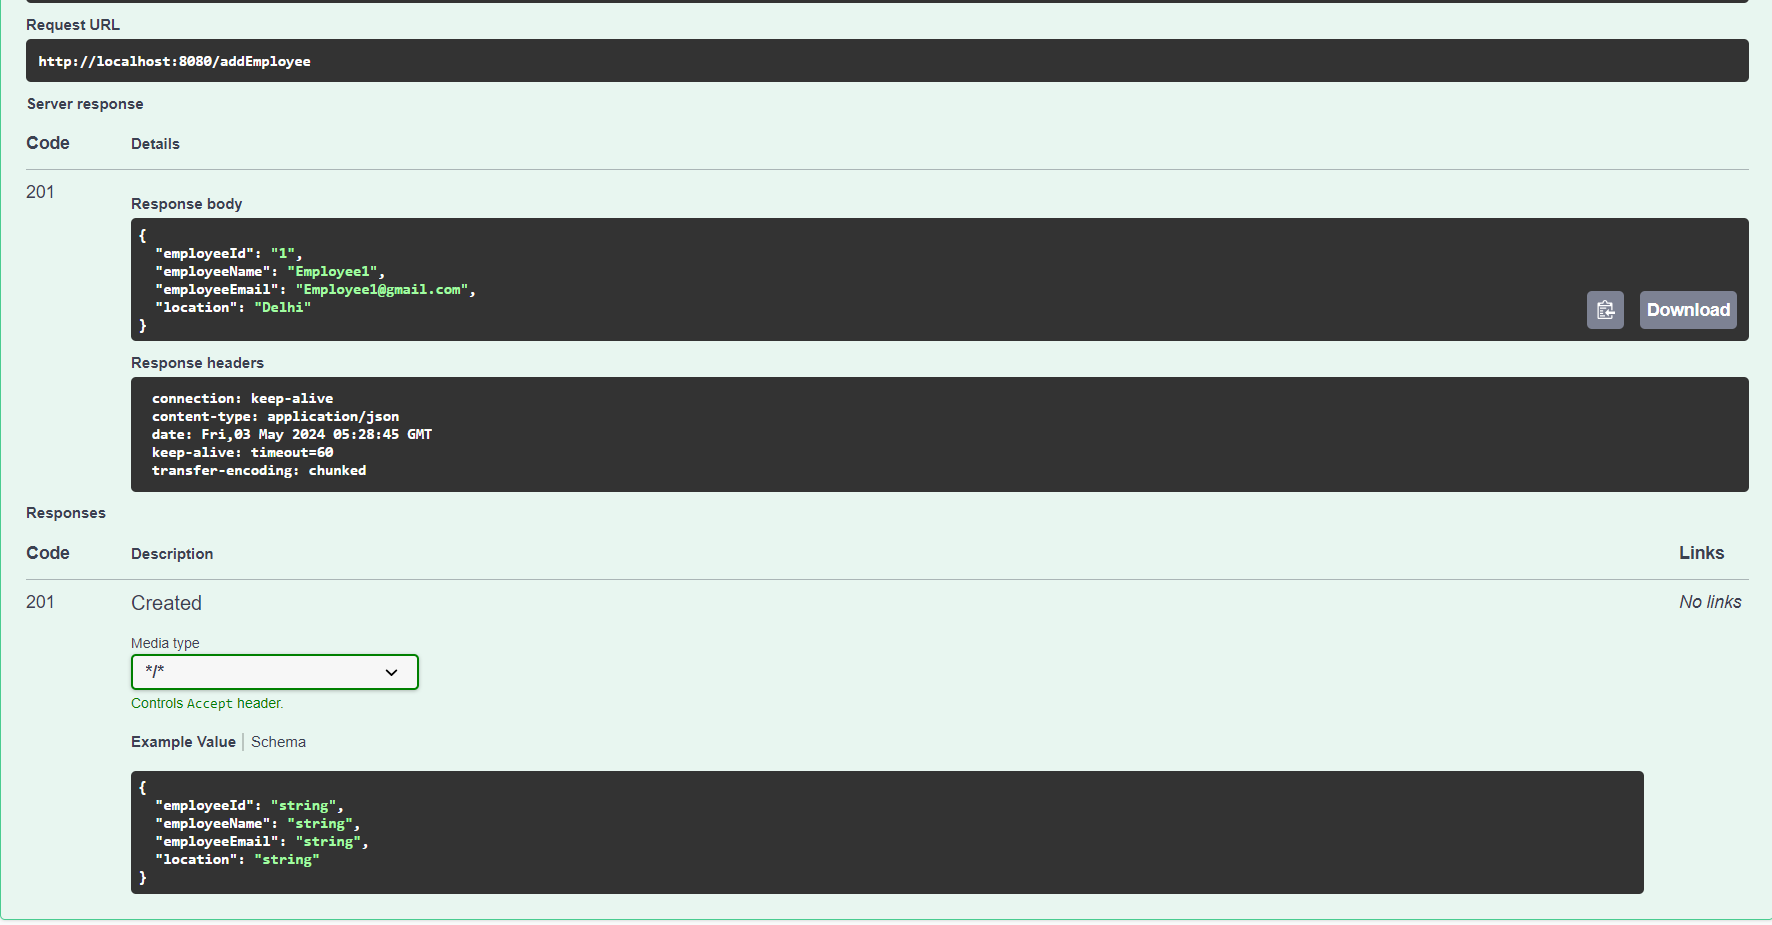 Request URL
http://localhost:8080/addEmployee
Server response
Code Details
201
Response body
{
  "employeeId": "1",
  "employeeName": "Employee1",
  "employeeEmail": "Employee1@gmail.com",
  "location": "Delhi"
}
Download
Response headers
connection: keep-alive
content-type: application/json
date: Fri,03 May 2024 05:28:45 GMT
keep-alive: timeout=60
transfer-encoding: chunked
Responses
Code Description Links
201 Created No links
Media type
*/*
Controls Accept header.
Example Value Schema
{
  "employeeId": "string",
  "employeeName": "string",
  "employeeEmail": "string",
  "location": "string"
}